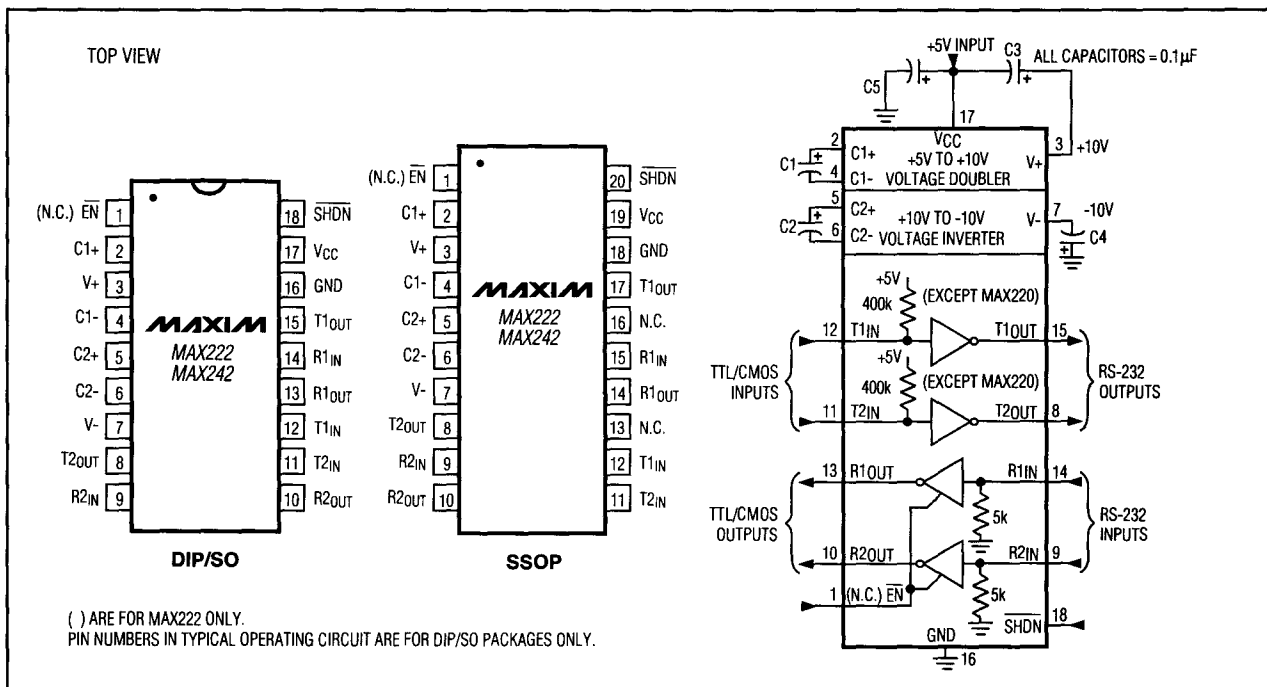 TOP VIEW
(N.C.) EN 1
C1+ 2
V+ 3
C1- 4
C2+ 5
C2- 6
V- 7
T2OUT 8
R2IN 9
18 SHDN
17 VCC
16 GND
15 T1OUT
14 R1IN
13 R1OUT
12 T1IN
11 T2IN
10 R2OUT
MAXIM
MAX222
MAX242
DIP/SO
(N.C.) EN 1
C1+ 2
V+ 3
C1- 4
C2+ 5
C2- 6
V- 7
T2OUT 8
R2IN 9
R2OUT 10
20 SHDN
19 VCC
18 GND
17 T1OUT
16 N.C.
15 R1IN
14 R1OUT
13 N.C.
12 T1IN
11 T2IN
MAXIM
MAX222
MAX242
SSOP
( ) ARE FOR MAX222 ONLY.
PIN NUMBERS IN TYPICAL OPERATING CIRCUIT ARE FOR DIP/SO PACKAGES ONLY.
+5V INPUT
C3
ALL CAPACITORS = 0.1µF
C5
+
+
17
VCC
2
C1+
C1
+
4
C1-
+5V TO +10V
VOLTAGE DOUBLER
V+
3
+10V
5
C2+
C2
+
6
C2-
+10V TO -10V
VOLTAGE INVERTER
V-
7
-10V
C4
+
+5V
400k
(EXCEPT MAX220)
12
T1IN
T1OUT
15
TTL/CMOS
INPUTS
+5V
400k
(EXCEPT MAX220)
RS-232
OUTPUTS
11
T2IN
T2OUT
8
13
R1OUT
R1IN
14
5k
TTL/CMOS
OUTPUTS
RS-232
INPUTS
10
R2OUT
R2IN
9
5k
1
(N.C.) EN
SHDN
18
GND
16